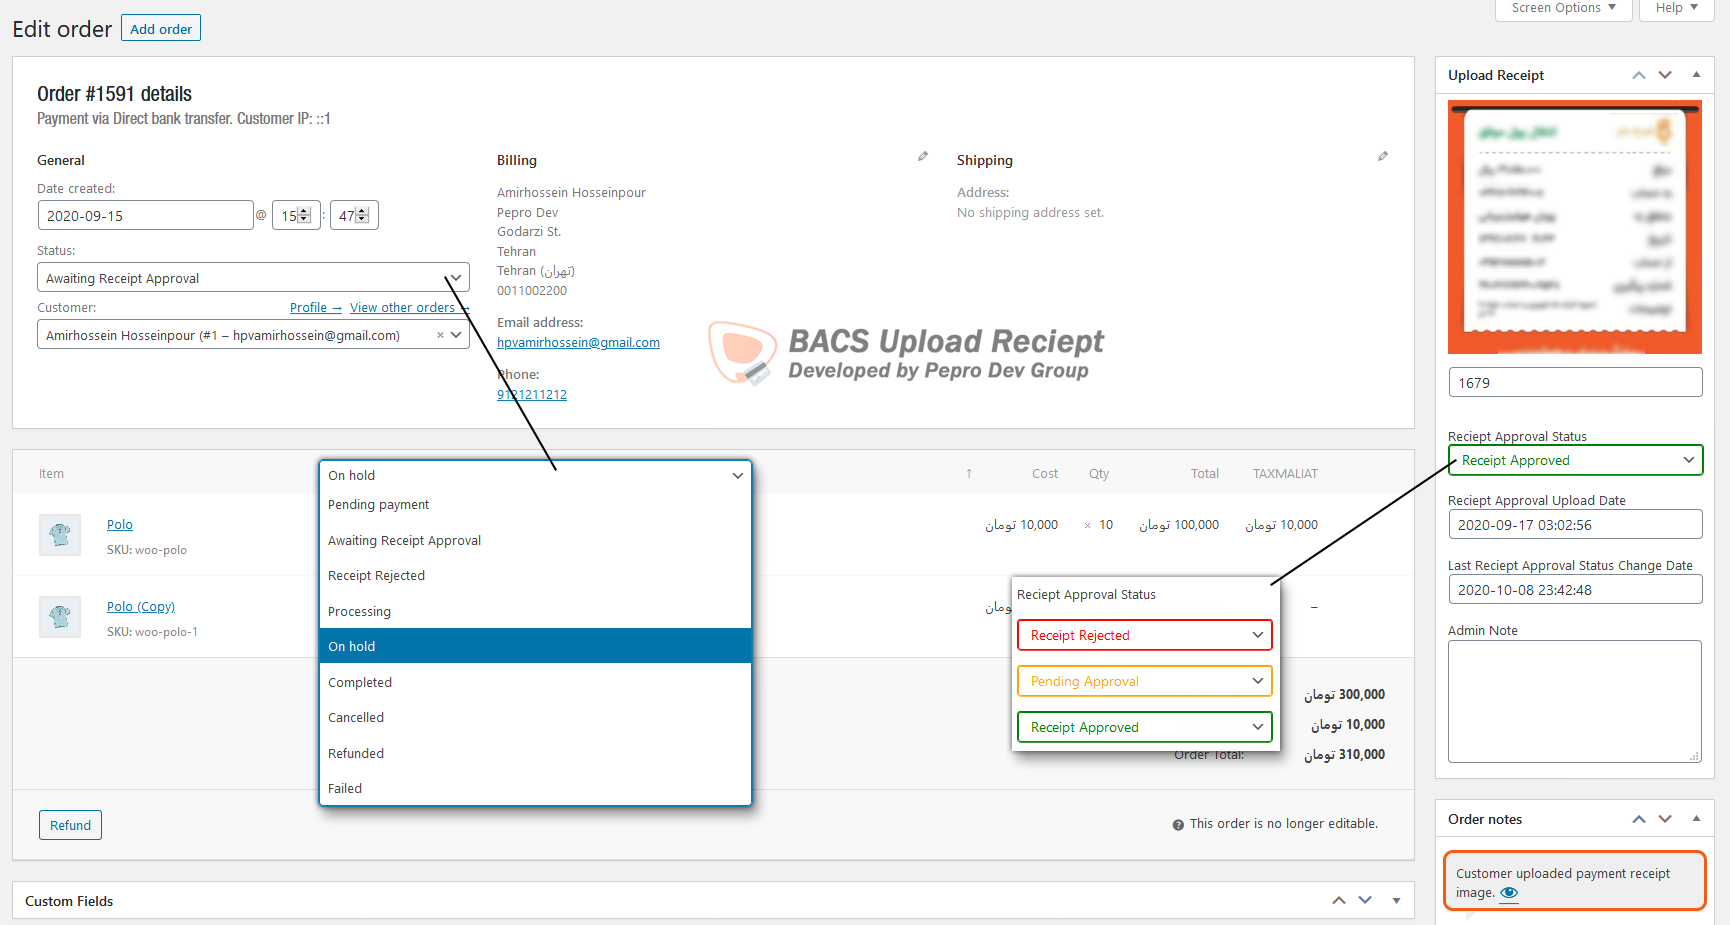 Edit order
Add order
Screen Options
Help
Order #1591 details
Payment via Direct bank transfer. Customer IP: ::1
General
Date created:
2020-09-15
@
15
:
47
Status:
Awaiting Receipt Approval
Customer:
Profile →
View other orders →
Amirhossein Hosseinpour (#1 – hpvamirhossein@gmail.com)
×
Billing
Amirhossein Hosseinpour
Pepro Dev
Godarzi St.
Tehran
Tehran (تهران)
0011002200
Email address:
hpvamirhossein@gmail.com
Phone:
9121211212
Shipping
Address:
No shipping address set.
BACS Upload Reciept
Developed by Pepro Dev Group
Item
↑
Cost
Qty
Total
TAXMALIAT
Polo
SKU: woo-polo
10,000 تومان
× 10
100,000 تومان
10,000 تومان
Polo (Copy)
SKU: woo-polo-1
تومان
–
On hold
Pending payment
Awaiting Receipt Approval
Receipt Rejected
Processing
On hold
Completed
Cancelled
Refunded
Failed
Reciept Approval Status
Receipt Rejected
Pending Approval
Receipt Approved
300,000 تومان
10,000 تومان
Order Total:
310,000 تومان
Refund
This order is no longer editable.
Custom Fields
Upload Receipt
1679
Reciept Approval Status
Receipt Approved
Reciept Approval Upload Date
2020-09-17 03:02:56
Last Reciept Approval Status Change Date
2020-10-08 23:42:48
Admin Note
Order notes
Customer uploaded payment receipt
image.